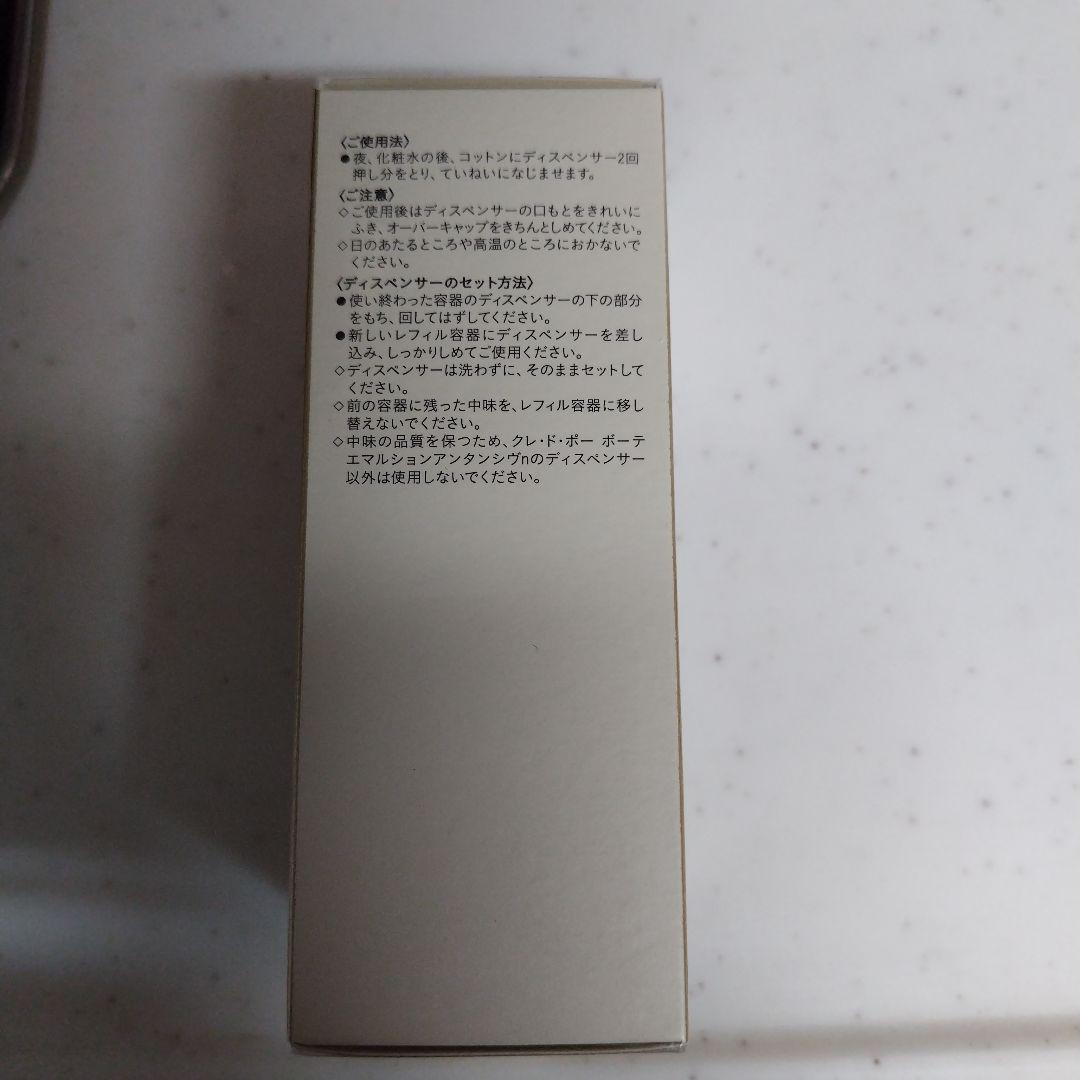 〈ご使用法〉
●夜、化粧水の後、コットンにディスペンサー2回
押し分をとり、ていねいになじませます。
〈ご注意〉
◇ご使用後はディスペンサーの口もとをきれいに
ふき、オーバーキャップをきちんとしめてください。
◇日のあたるところや高温のところにおかないで
ください。
〈ディスペンサーのセット方法〉
●使い終わった容器のディスペンサーの下の部分
をもち、回してはずしてください。
●新しいレフィル容器にディスペンサーを差し
込み、しっかりしめてご使用ください。
◇ディスペンサーは洗わずに、そのままセットして
ください。
◇前の容器に残った中味を、レフィル容器に移し
替えないでください。
◇中味の品質を保つため、クレ・ド・ポー ボーテ
エマルションアンタンシヴnのディスペンサー
以外は使用しないでください。